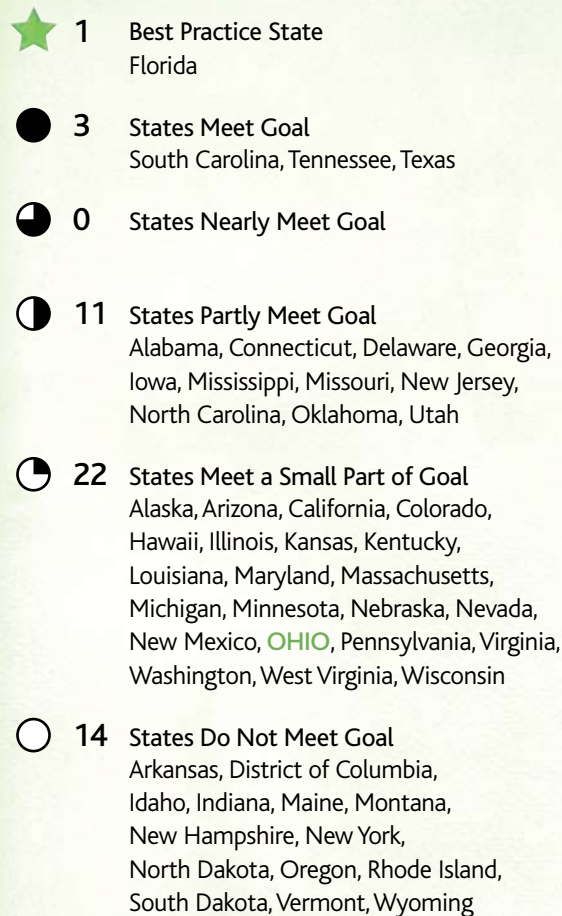 1 Best Practice State
Florida
3 States Meet Goal
South Carolina, Tennessee, Texas
0 States Nearly Meet Goal
11 States Partly Meet Goal
Alabama, Connecticut, Delaware, Georgia,
Iowa, Mississippi, Missouri, New Jersey,
North Carolina, Oklahoma, Utah
22 States Meet a Small Part of Goal
Alaska, Arizona, California, Colorado,
Hawaii, Illinois, Kansas, Kentucky,
Louisiana, Maryland, Massachusetts,
Michigan, Minnesota, Nebraska, Nevada,
New Mexico, OHIO, Pennsylvania, Virginia,
Washington, West Virginia, Wisconsin
14 States Do Not Meet Goal
Arkansas, District of Columbia,
Idaho, Indiana, Maine, Montana,
New Hampshire, New York,
North Dakota, Oregon, Rhode Island,
South Dakota, Vermont, Wyoming